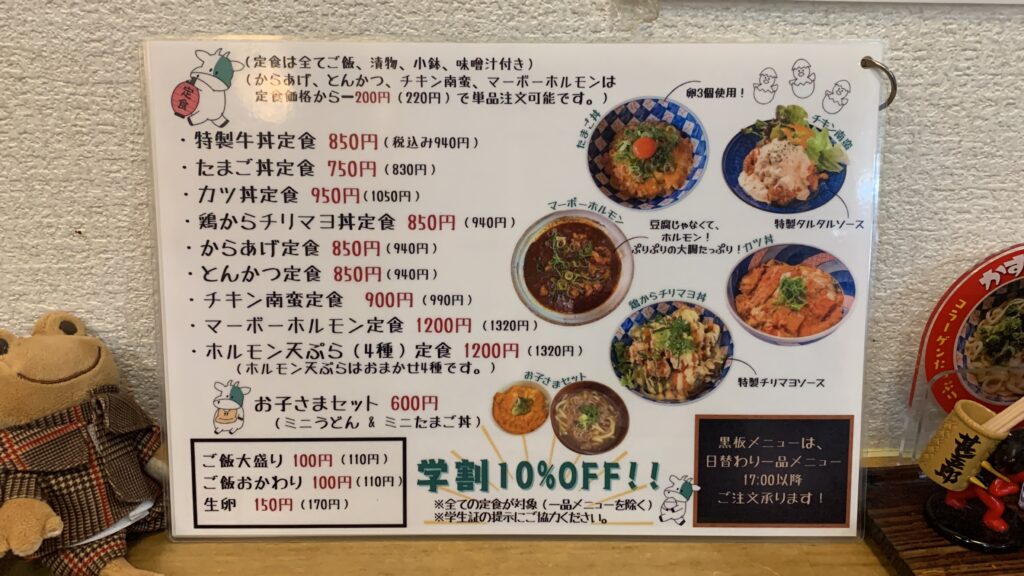 定食
(定食は全てご飯、漬物、小鉢、味噌汁付き)
(からあげ、とんかつ、チキン南蛮、マーボーホルモンは
定食価格から-200円(220円)で単品注文可能です。)
・特製牛丼定食 850円(税込み940円)
・たまご丼定食 750円(830円)
・カツ丼定食 950円(1050円)
・鶏からチリマヨ丼定食 850円(940円)
・からあげ定食 850円(940円)
・とんかつ定食 850円(940円)
・チキン南蛮定食 900円(990円)
・マーボーホルモン定食 1200円(1320円)
・ホルモン天ぷら(4種)定食 1200円(1320円)
(ホルモン天ぷらはおまかせ4種です。)
お子さまセット 600円
(ミニうどん & ミニたまご丼)
ご飯大盛り 100円(110円)
ご飯おかわり 100円(110円)
生卵 150円(170円)
たまご丼
卵3個使用!
チキン南蛮
特製タルタルソース
マーボーホルモン
豆腐じゃなくて、
ホルモン!
ぷりぷりの大腸たっぷり!
カツ丼
鶏からチリマヨ丼
特製チリマヨソース
お子さまセット
学割10%OFF!!
※全ての定食が対象(一品メニューを除く)
※学生証の提示にご協力ください。
黒板メニューは、
日替わり一品メニュー
17:00以降
ご注文承ります!
かす
コラーゲンたっぷり